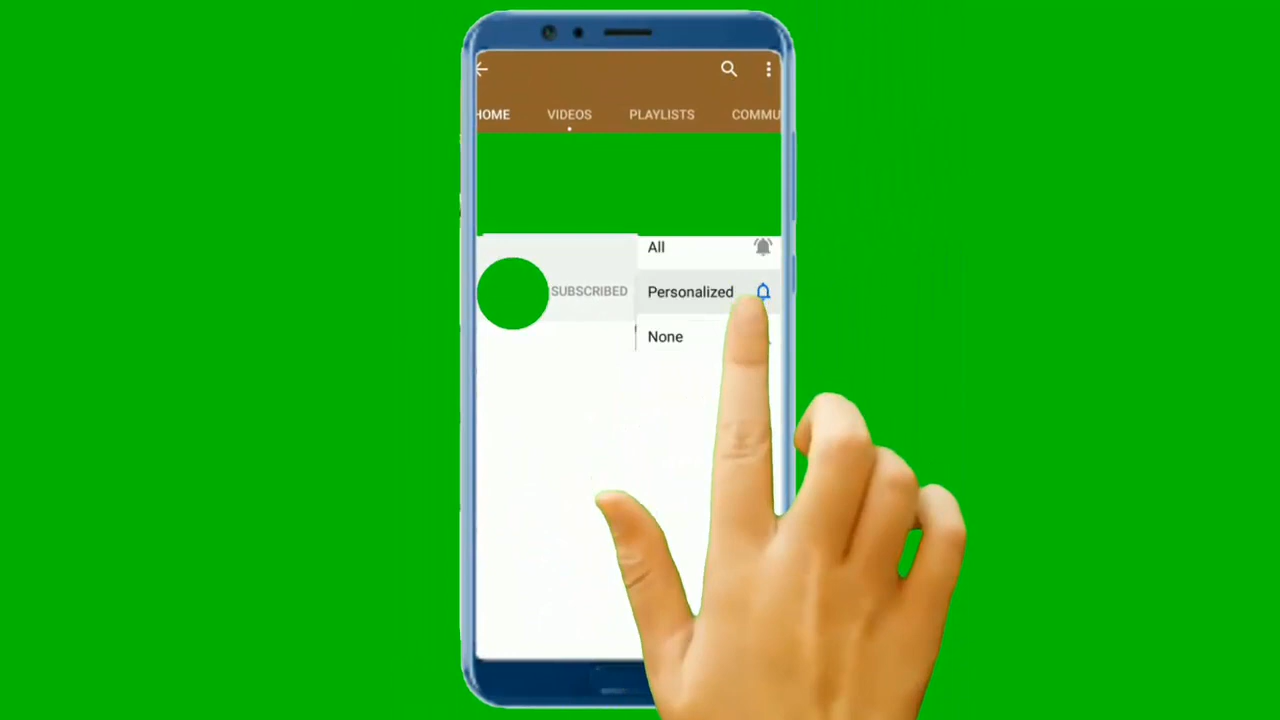 HOME VIDEOS PLAYLISTS COMMU
All
SUBSCRIBED
Personalized
None